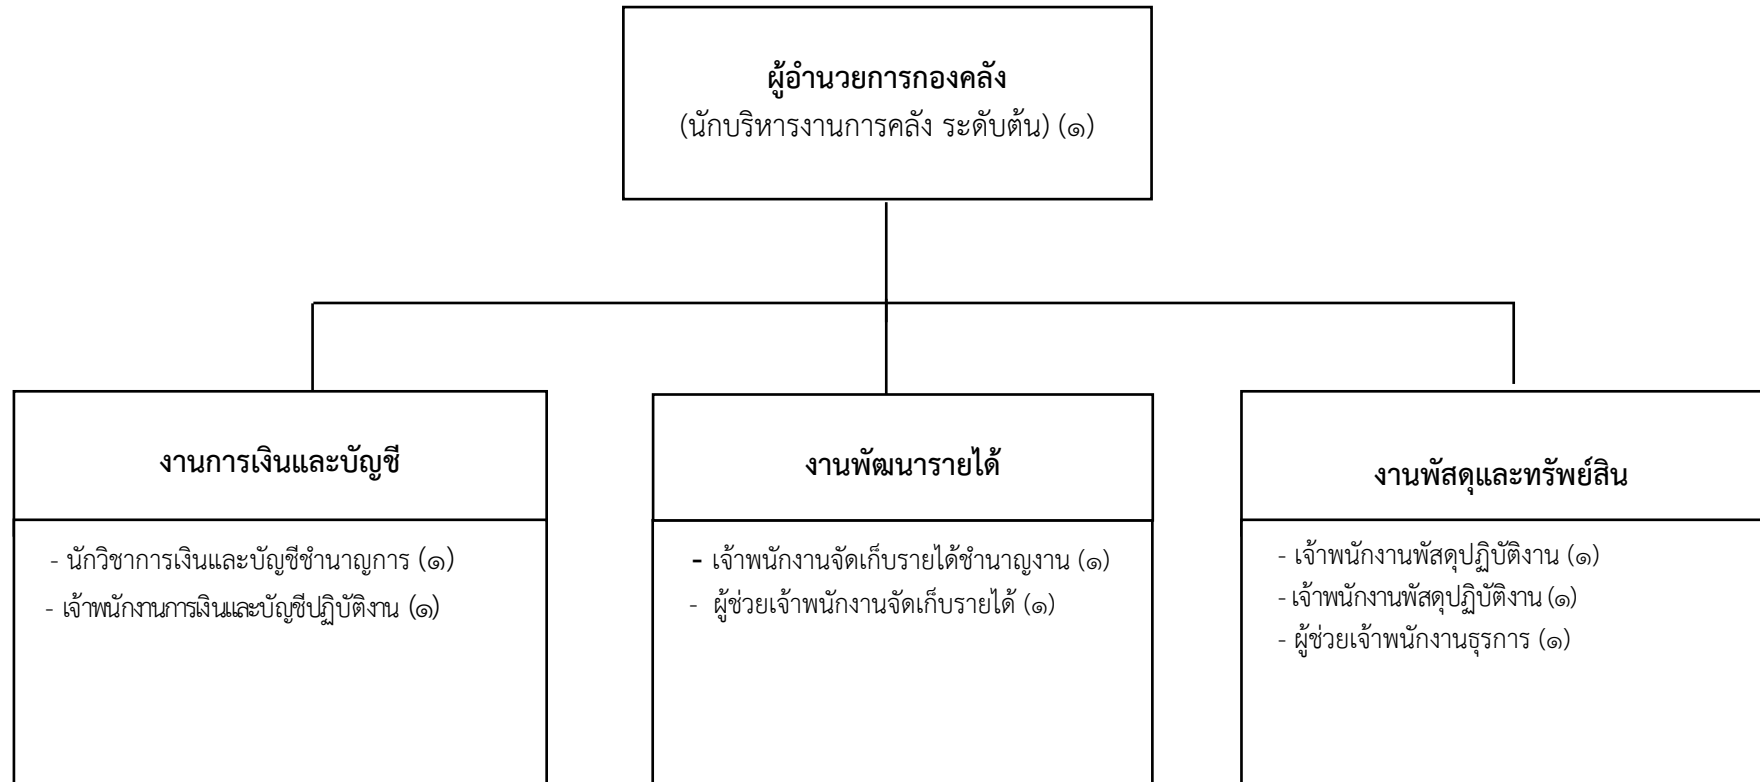 ผู้อำนวยการกองคลัง
(นักบริหารงานการคลัง ระดับต้น) (๑)
งานการเงินและบัญชี
- นักวิชาการเงินและบัญชีชำนาญการ (๑)
- เจ้าพนักงานการเงินและบัญชีปฏิบัติงาน (๑)
งานพัฒนารายได้
- เจ้าพนักงานจัดเก็บรายได้ชำนาญงาน (๑)
- ผู้ช่วยเจ้าพนักงานจัดเก็บรายได้ (๑)
งานพัสดุและทรัพย์สิน
- เจ้าพนักงานพัสดุปฏิบัติงาน (๑)
- เจ้าพนักงานพัสดุปฏิบัติงาน (๑)
- ผู้ช่วยเจ้าพนักงานธุรการ (๑)